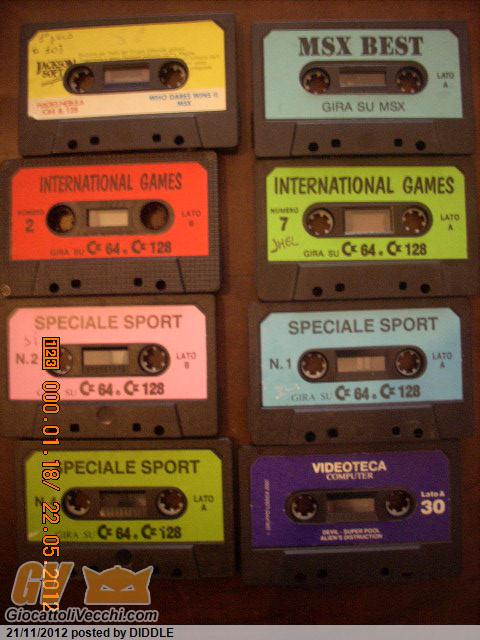 JACKSON
SOFT
WHO DARES WINS II
MSX
MSX BEST
LATO
A
GIRA SU MSX
INTERNATIONAL GAMES
NUMERO
2
LATO
B
GIRA SU C= 64 e C= 128
INTERNATIONAL GAMES
NUMERO
7
LATO
A
JHEL
GIRA SU C= 64 e C= 128
SPECIALE SPORT
N.2
LATO
B
GIRA SU C= 64 e C= 128
SPECIALE SPORT
N.1
LATO
A
GIRA SU C= 64 e C= 128
SPECIALE SPORT
LATO
A
GIRA SU C= 64 e C= 128
VIDEOTECA
COMPUTER
Lato A
30
DEVIL - SUPER POOL
ALIEN'S DISTRUCTION
123 000.01.18/ 22.05.2012
GV
GiocattoliVecchi.com
21/11/2012 posted by DIDDLE